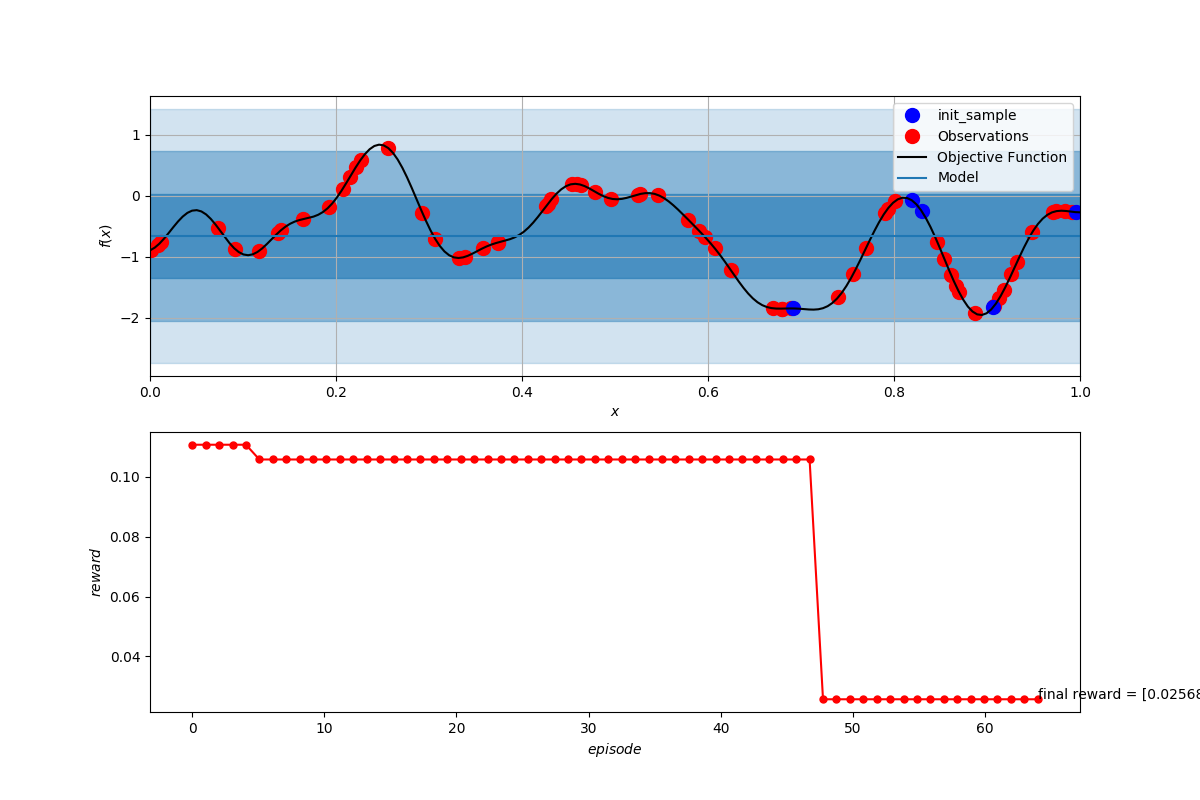 1
0
−1
−2
f(x)
init_sample
Observations
Objective Function
Model
0.0 0.2 0.4 0.6 0.8 1.0
x
0.10
0.08
0.06
0.04
reward
final reward = [0.02568
0 10 20 30 40 50 60
episode